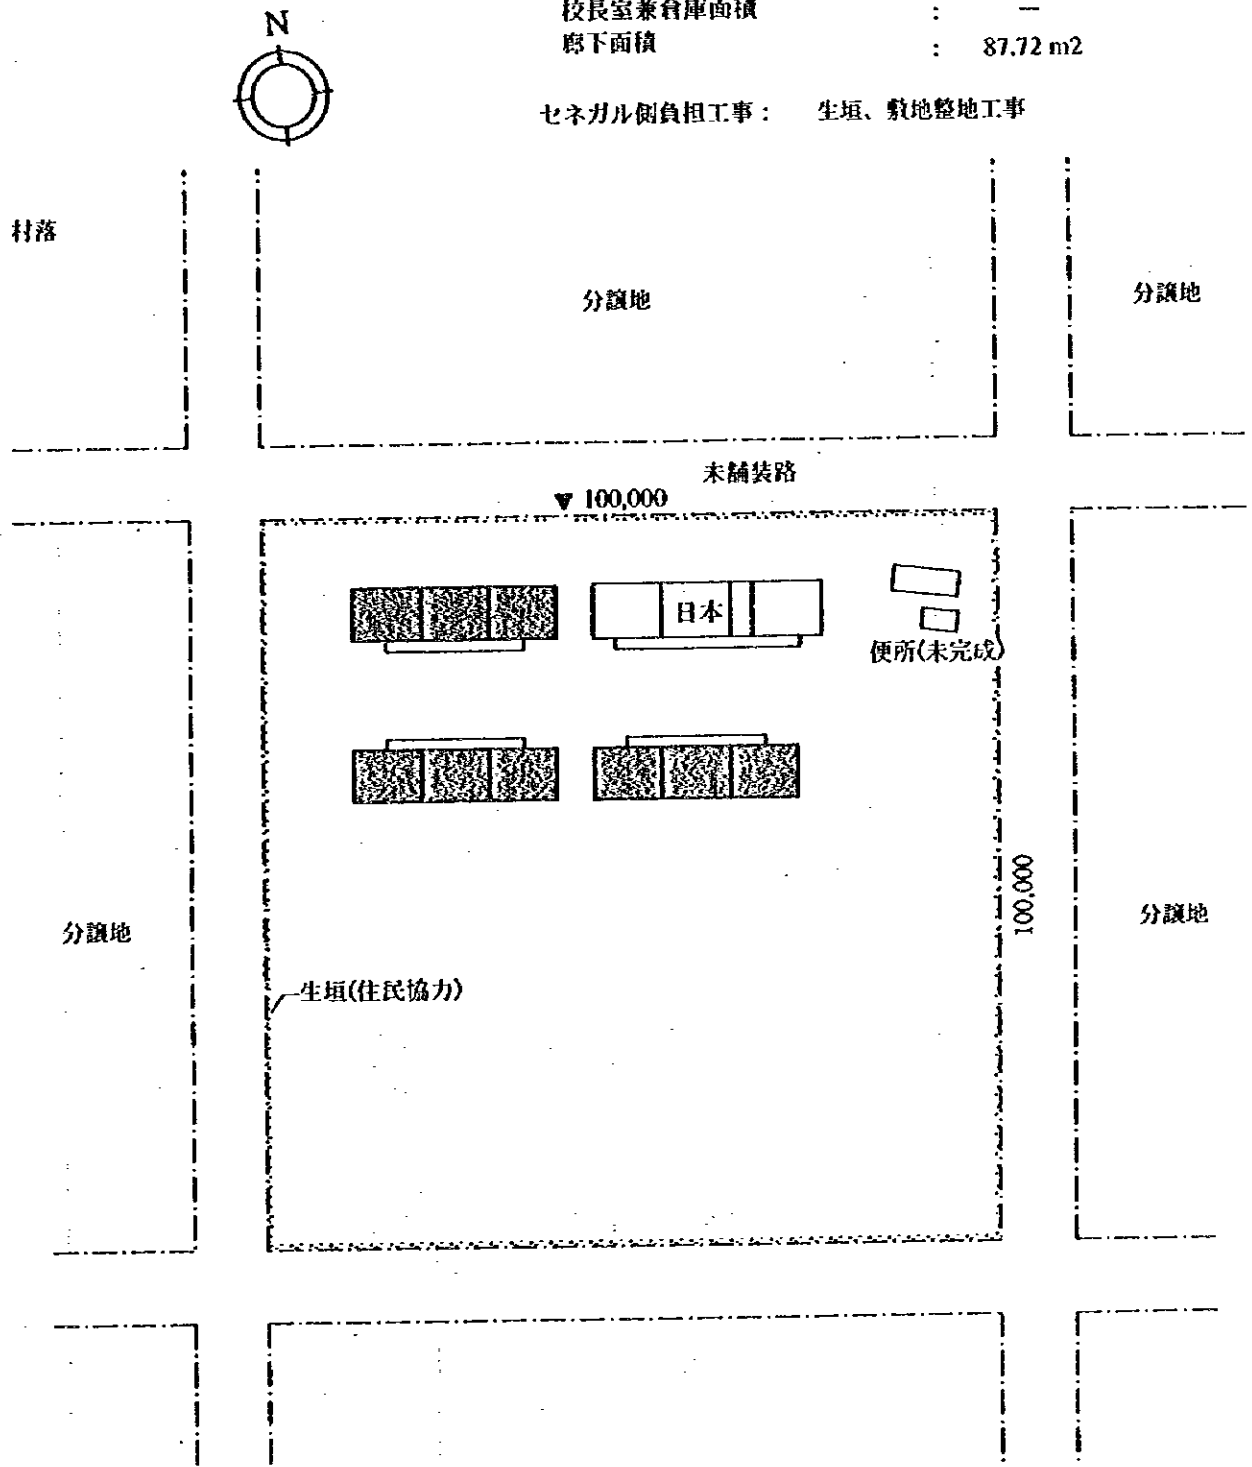 校長室兼倉庫面積 : ー
N
廊下面積 : 87.72 m2
セネガル側負担工事: 生垣、敷地整地工事
村落
分譲地
分譲地
未舗装路
▼ 100,000
日本
便所(未完成)
100,000
分譲地
分譲地
生垣(住民協力)